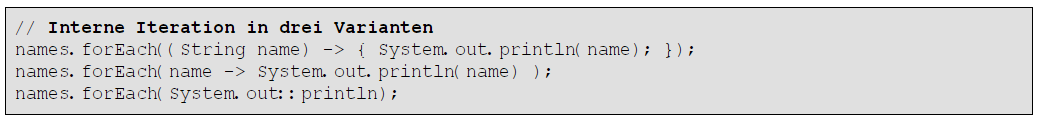 // Interne Iteration in drei Varianten
names.forEach((String name) -> { System.out.println(name); });
names.forEach(name -> System.out.println(name) );
names.forEach(System.out::println);